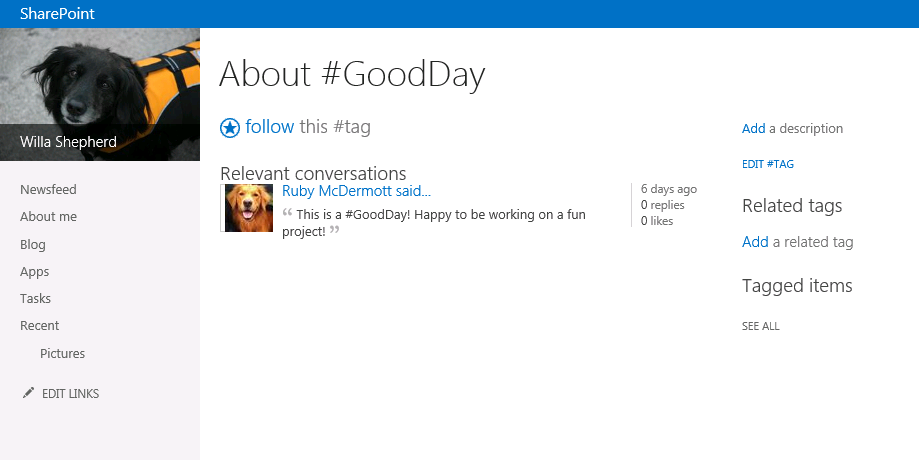 SharePoint
Willa Shepherd
Newsfeed
About me
Blog
Apps
Tasks
Recent
Pictures
EDIT LINKS
About #GoodDay
follow this #tag
Relevant conversations
Ruby McDermott said...
“ This is a #GoodDay! Happy to be working on a fun
project! ”
6 days ago
0 replies
0 likes
Add a description
EDIT #TAG
Related tags
Add a related tag
Tagged items
SEE ALL